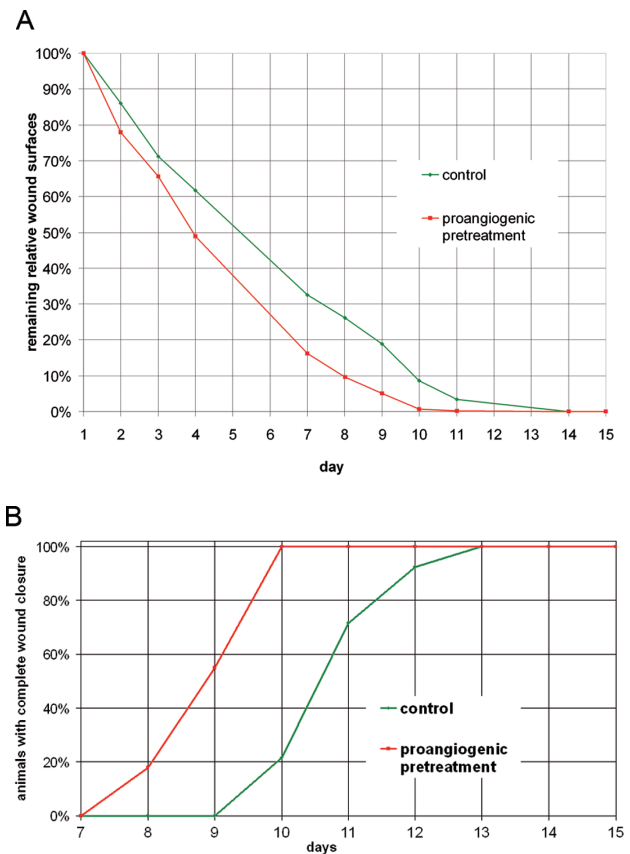 A
100%
90%
80%
70%
60%
50%
40%
30%
20%
10%
0%
remaining relative wound surfaces
control
proangiogenic
pretreatment
1 2 3 4 5 6 7 8 9 10 11 12 13 14 15
day
B
100%
80%
60%
40%
20%
0%
animals with complete wound closure
control
proangiogenic
pretreatment
7 8 9 10 11 12 13 14 15
days